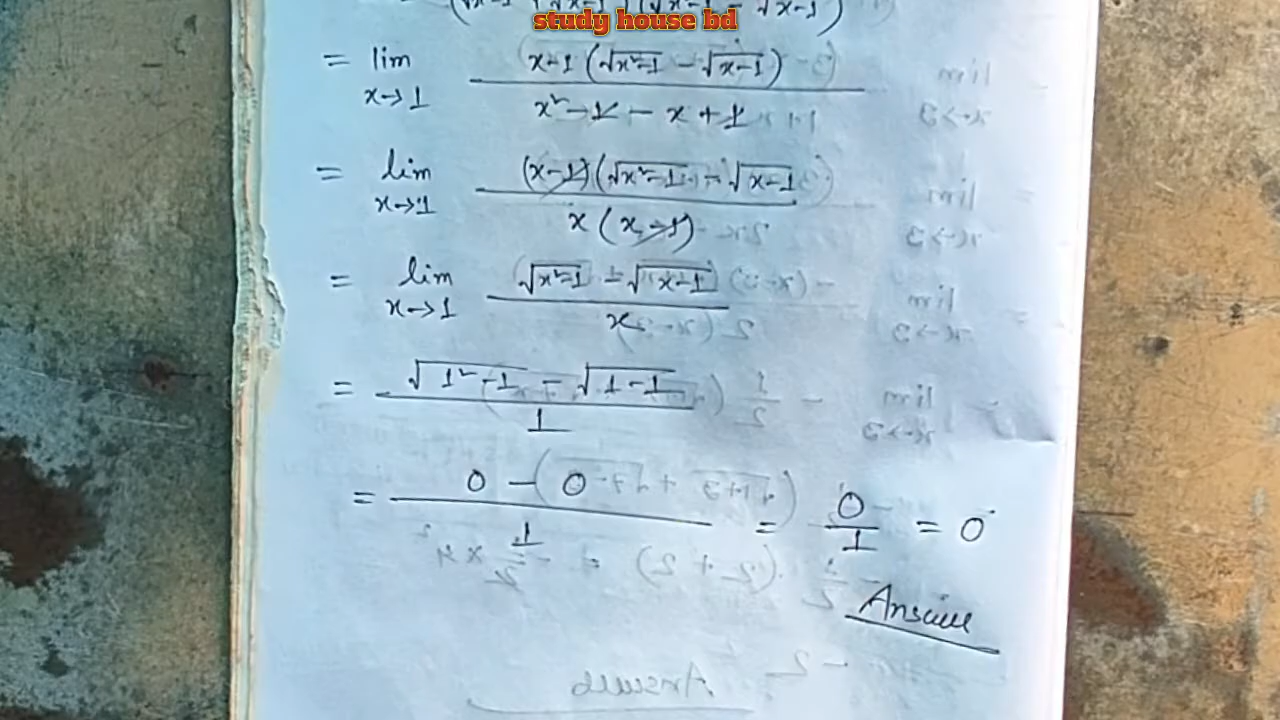 study house bd
= lim x→1 x-1 (√x²-1 - √x-1) / x² - 1 - x + 1
= lim x→1 (x-1)(√x²-1 - √x-1 / x (x-1)
= lim x→1 (√x²-1 - √x-1) / x
= √1²-1 - √1-1 / 1
= 0 - 0 / 1 = 0 / 1 = 0